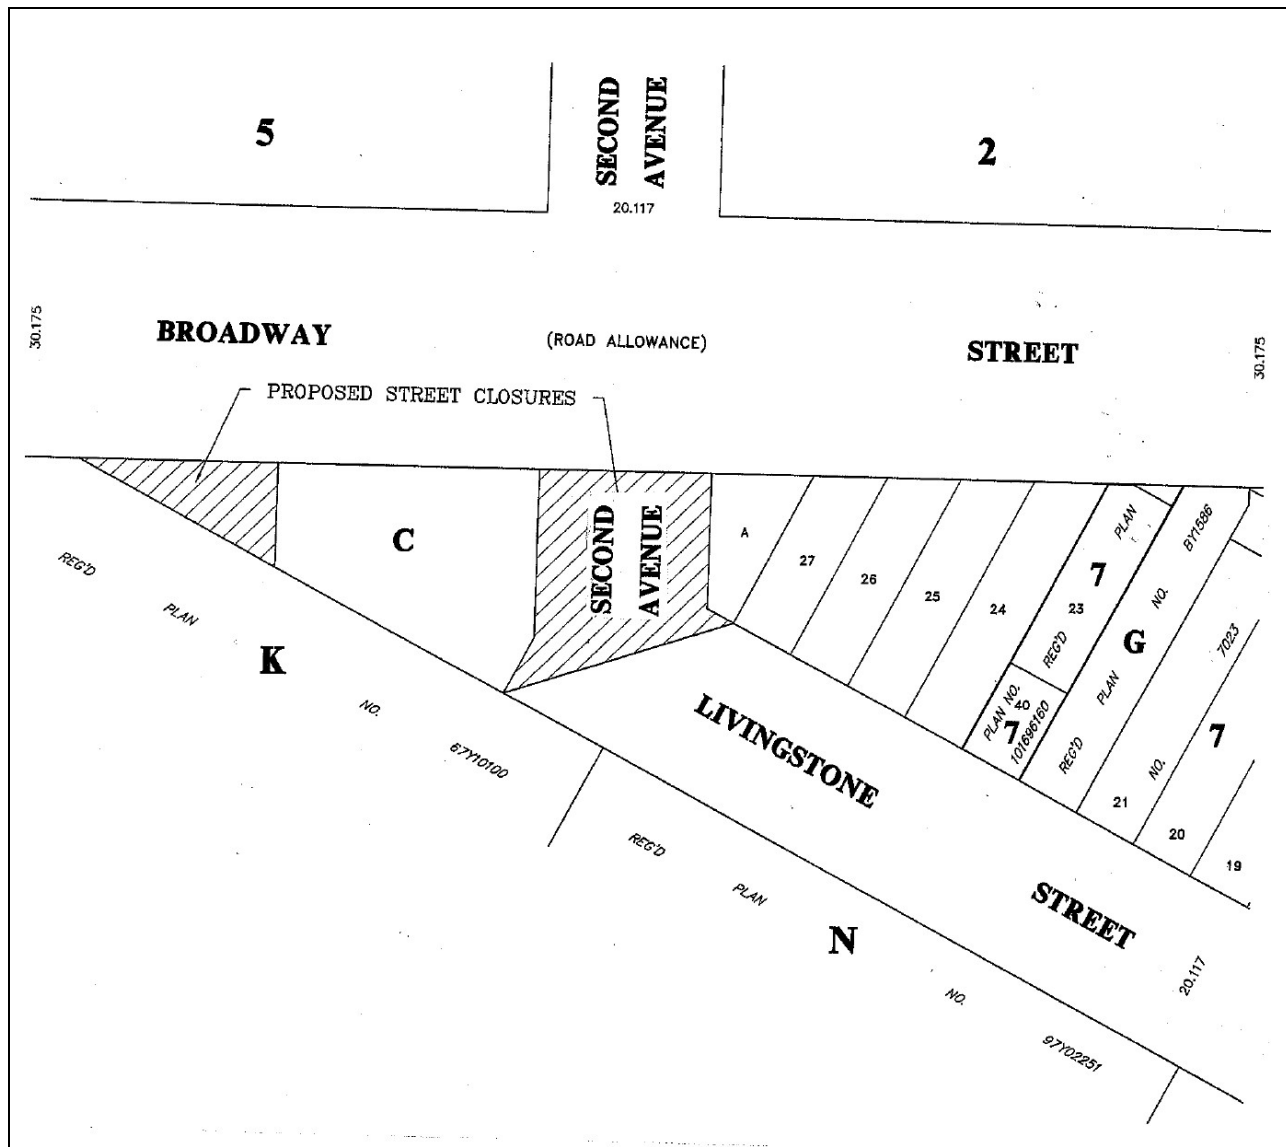 5
SECOND
AVENUE
2
20.117
30.175
BROADWAY
(ROAD ALLOWANCE)
STREET
30.175
PROPOSED STREET CLOSURES
C
SECOND
AVENUE
A
27
26
25
24
23
7
REG'D
PLAN
G
REG'D
PLAN
NO.
BY1586
PLAN NO.
101696160
40
7
21
20
19
NO.
7023
7
REG'D
PLAN
K
NO.
67Y10100
LIVINGSTONE
STREET
20.117
REG'D
PLAN
N
NO.
97Y02251